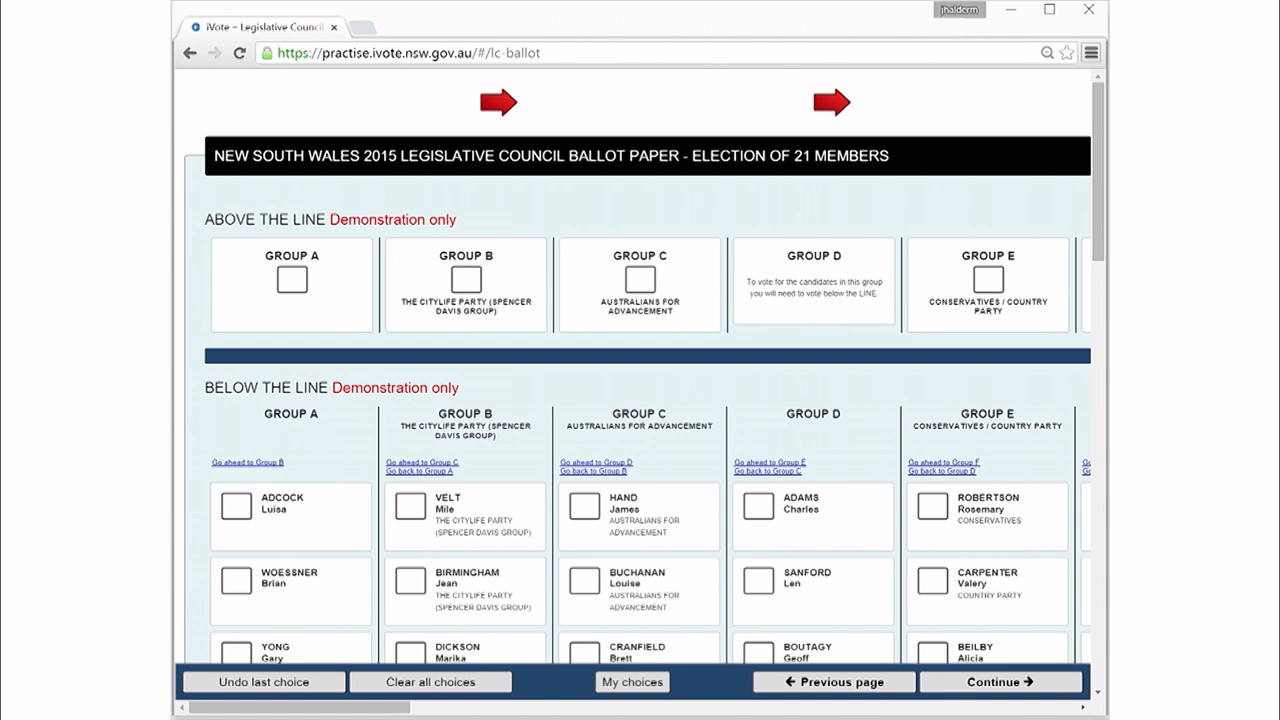 jhalderm
iVote – Legislative Council
https://practise.ivote.nsw.gov.au/#/lc-ballot
NEW SOUTH WALES 2015 LEGISLATIVE COUNCIL BALLOT PAPER - ELECTION OF 21 MEMBERS
ABOVE THE LINE Demonstration only
GROUP A
GROUP B
THE CITYLIFE PARTY (SPENCER
DAVIS GROUP)
GROUP C
AUSTRALIANS FOR
ADVANCEMENT
GROUP D
To vote for the candidates in this group
you will need to vote below the LINE.
GROUP E
CONSERVATIVES / COUNTRY
PARTY
BELOW THE LINE Demonstration only
GROUP A
Go ahead to Group B
ADCOCK
Luisa
WOESSNER
Brian
YONG
Gary
GROUP B
THE CITYLIFE PARTY (SPENCER
DAVIS GROUP)
Go ahead to Group C
Go back to Group A
VELT
Mile
THE CITYLIFE PARTY
(SPENCER DAVIS GROUP)
BIRMINGHAM
Jean
THE CITYLIFE PARTY
(SPENCER DAVIS GROUP)
DICKSON
Marika
GROUP C
AUSTRALIANS FOR ADVANCEMENT
Go ahead to Group D
Go back to Group B
HAND
James
AUSTRALIANS FOR
ADVANCEMENT
BUCHANAN
Louise
AUSTRALIANS FOR
ADVANCEMENT
CRANFIELD
Brett
GROUP D
Go ahead to Group E
Go back to Group C
ADAMS
Charles
SANFORD
Len
BOUTAGY
Geoff
GROUP E
CONSERVATIVES / COUNTRY PARTY
Go ahead to Group F
Go back to Group D
ROBERTSON
Rosemary
CONSERVATIVES
CARPENTER
Valery
COUNTRY PARTY
BEILBY
Alicia
Undo last choice
Clear all choices
My choices
Previous page
Continue